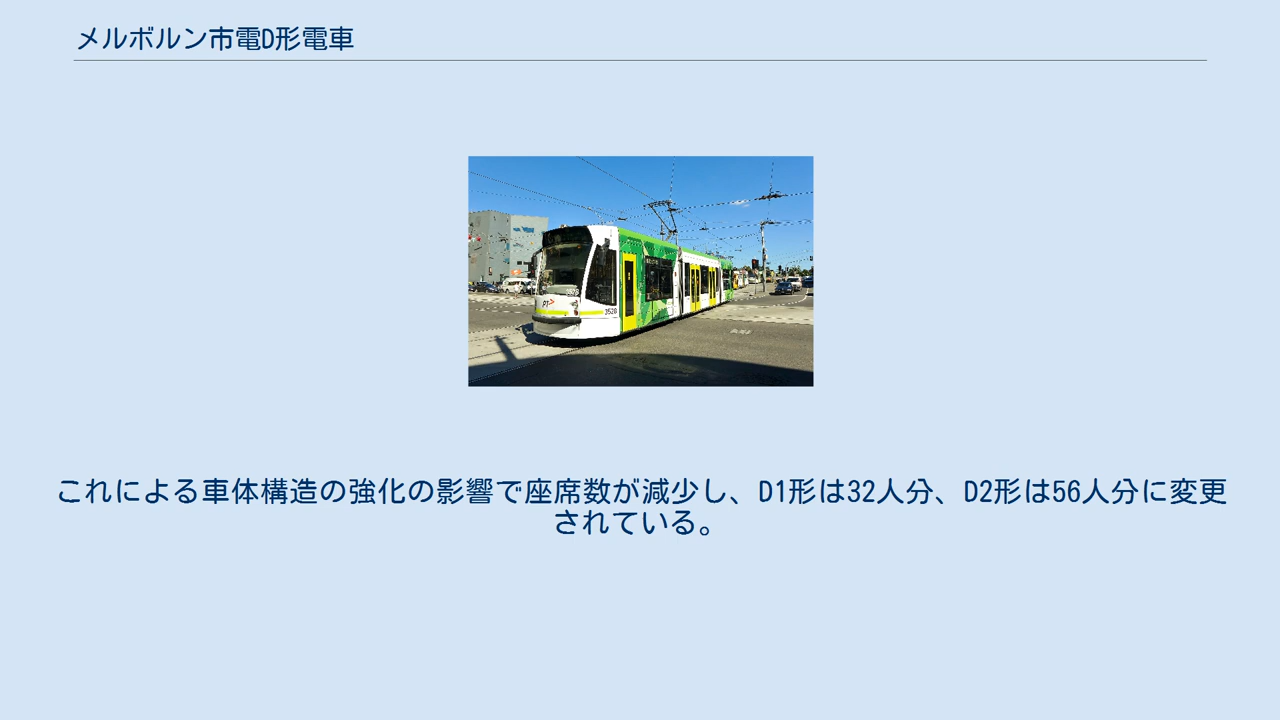 メルボルン市電D形電車
PT>
3520
これによる車体構造の強化の影響で座席数が減少し、D1形は32人分、D2形は56人分に変更
されている。